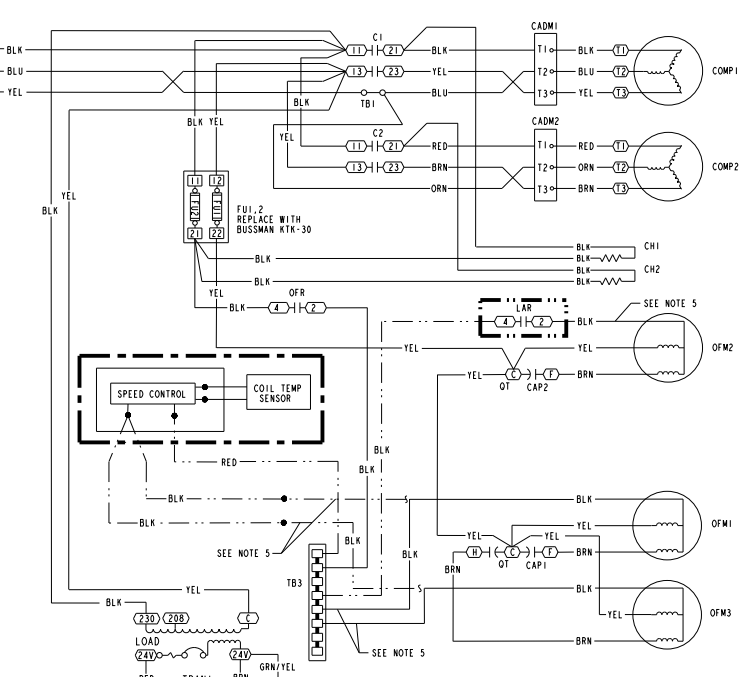 CADM1
C1
BLK 11 21 BLK T1 BLK T1
BLU 13 23 YEL T2 BLU T2 COMP1
YEL BLU T3 YEL T3
TB1
BLK
BLK YEL
CADM2
YEL
C2
11 21 RED T1 RED T1
13 23 BRN T2 ORN T2 COMP2
ORN T3 BRN T3
11 12
FU2 FU1
21 22
YEL
BLK
FU1,2
REPLACE WITH
BUSSMAN KTK-30
BLK CH1
BLK BLK
BLK CH2
BLK BLK
YEL
OFR
BLK 4 2
LAR
4 2 BLK
SEE NOTE 5
YEL YEL OFM2
YEL C F BRN
QT CAP2
SPEED CONTROL
COIL TEMP
SENSOR
BLK
RED
BLK
BLK BLK
BLK
YEL YEL YEL OFM1
H C F BRN
QT CAP1
SEE NOTE 5
BLK
BLK
BRN
TB3
YEL BLK
BLK
230 208 C
YEL OFM3
LOAD
BRN
24V 24V
SEE NOTE 5
GRN/YEL